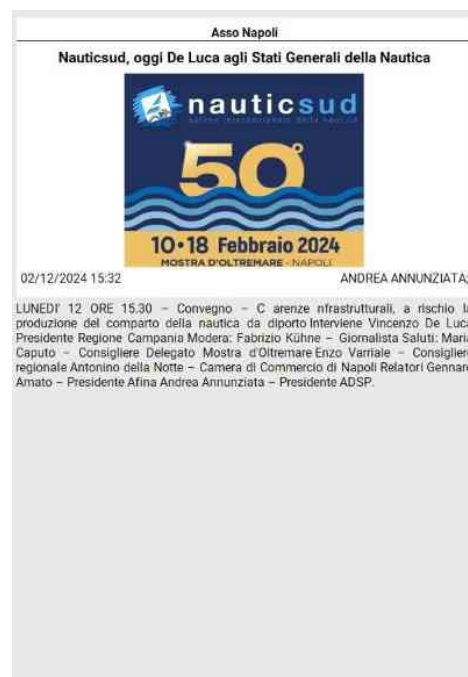 Asso Napoli
Nauticsud, oggi De Luca agli Stati Generali della Nautica
nauticsud
salone internazionale della nautica
50°
10•18 Febbraio 2024
MOSTRA D'OLTREMARE - NAPOLI
02/12/2024 15:32 ANDREA ANNUNZIATA;
LUNEDI' 12 ORE 15.30 – Convegno – C arenze nfrastrutturali, a rischio la
produzione del comparto della nautica da diporto Interviene Vincenzo De Luca
Presidente Regione Campania Modera: Fabrizio Kühne – Giornalista Saluti: Maria
Caputo – Consigliere Delegato Mostra d'Oltremare Enzo Varriale – Consigliere
regionale Antonino della Notte – Camera di Commercio di Napoli Relatori Gennaro
Amato – Presidente Afina Andrea Annunziata – Presidente ADSP.